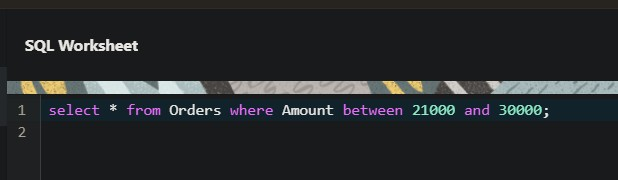 SQL Worksheet
1 select * from Orders where Amount between 21000 and 30000;
2